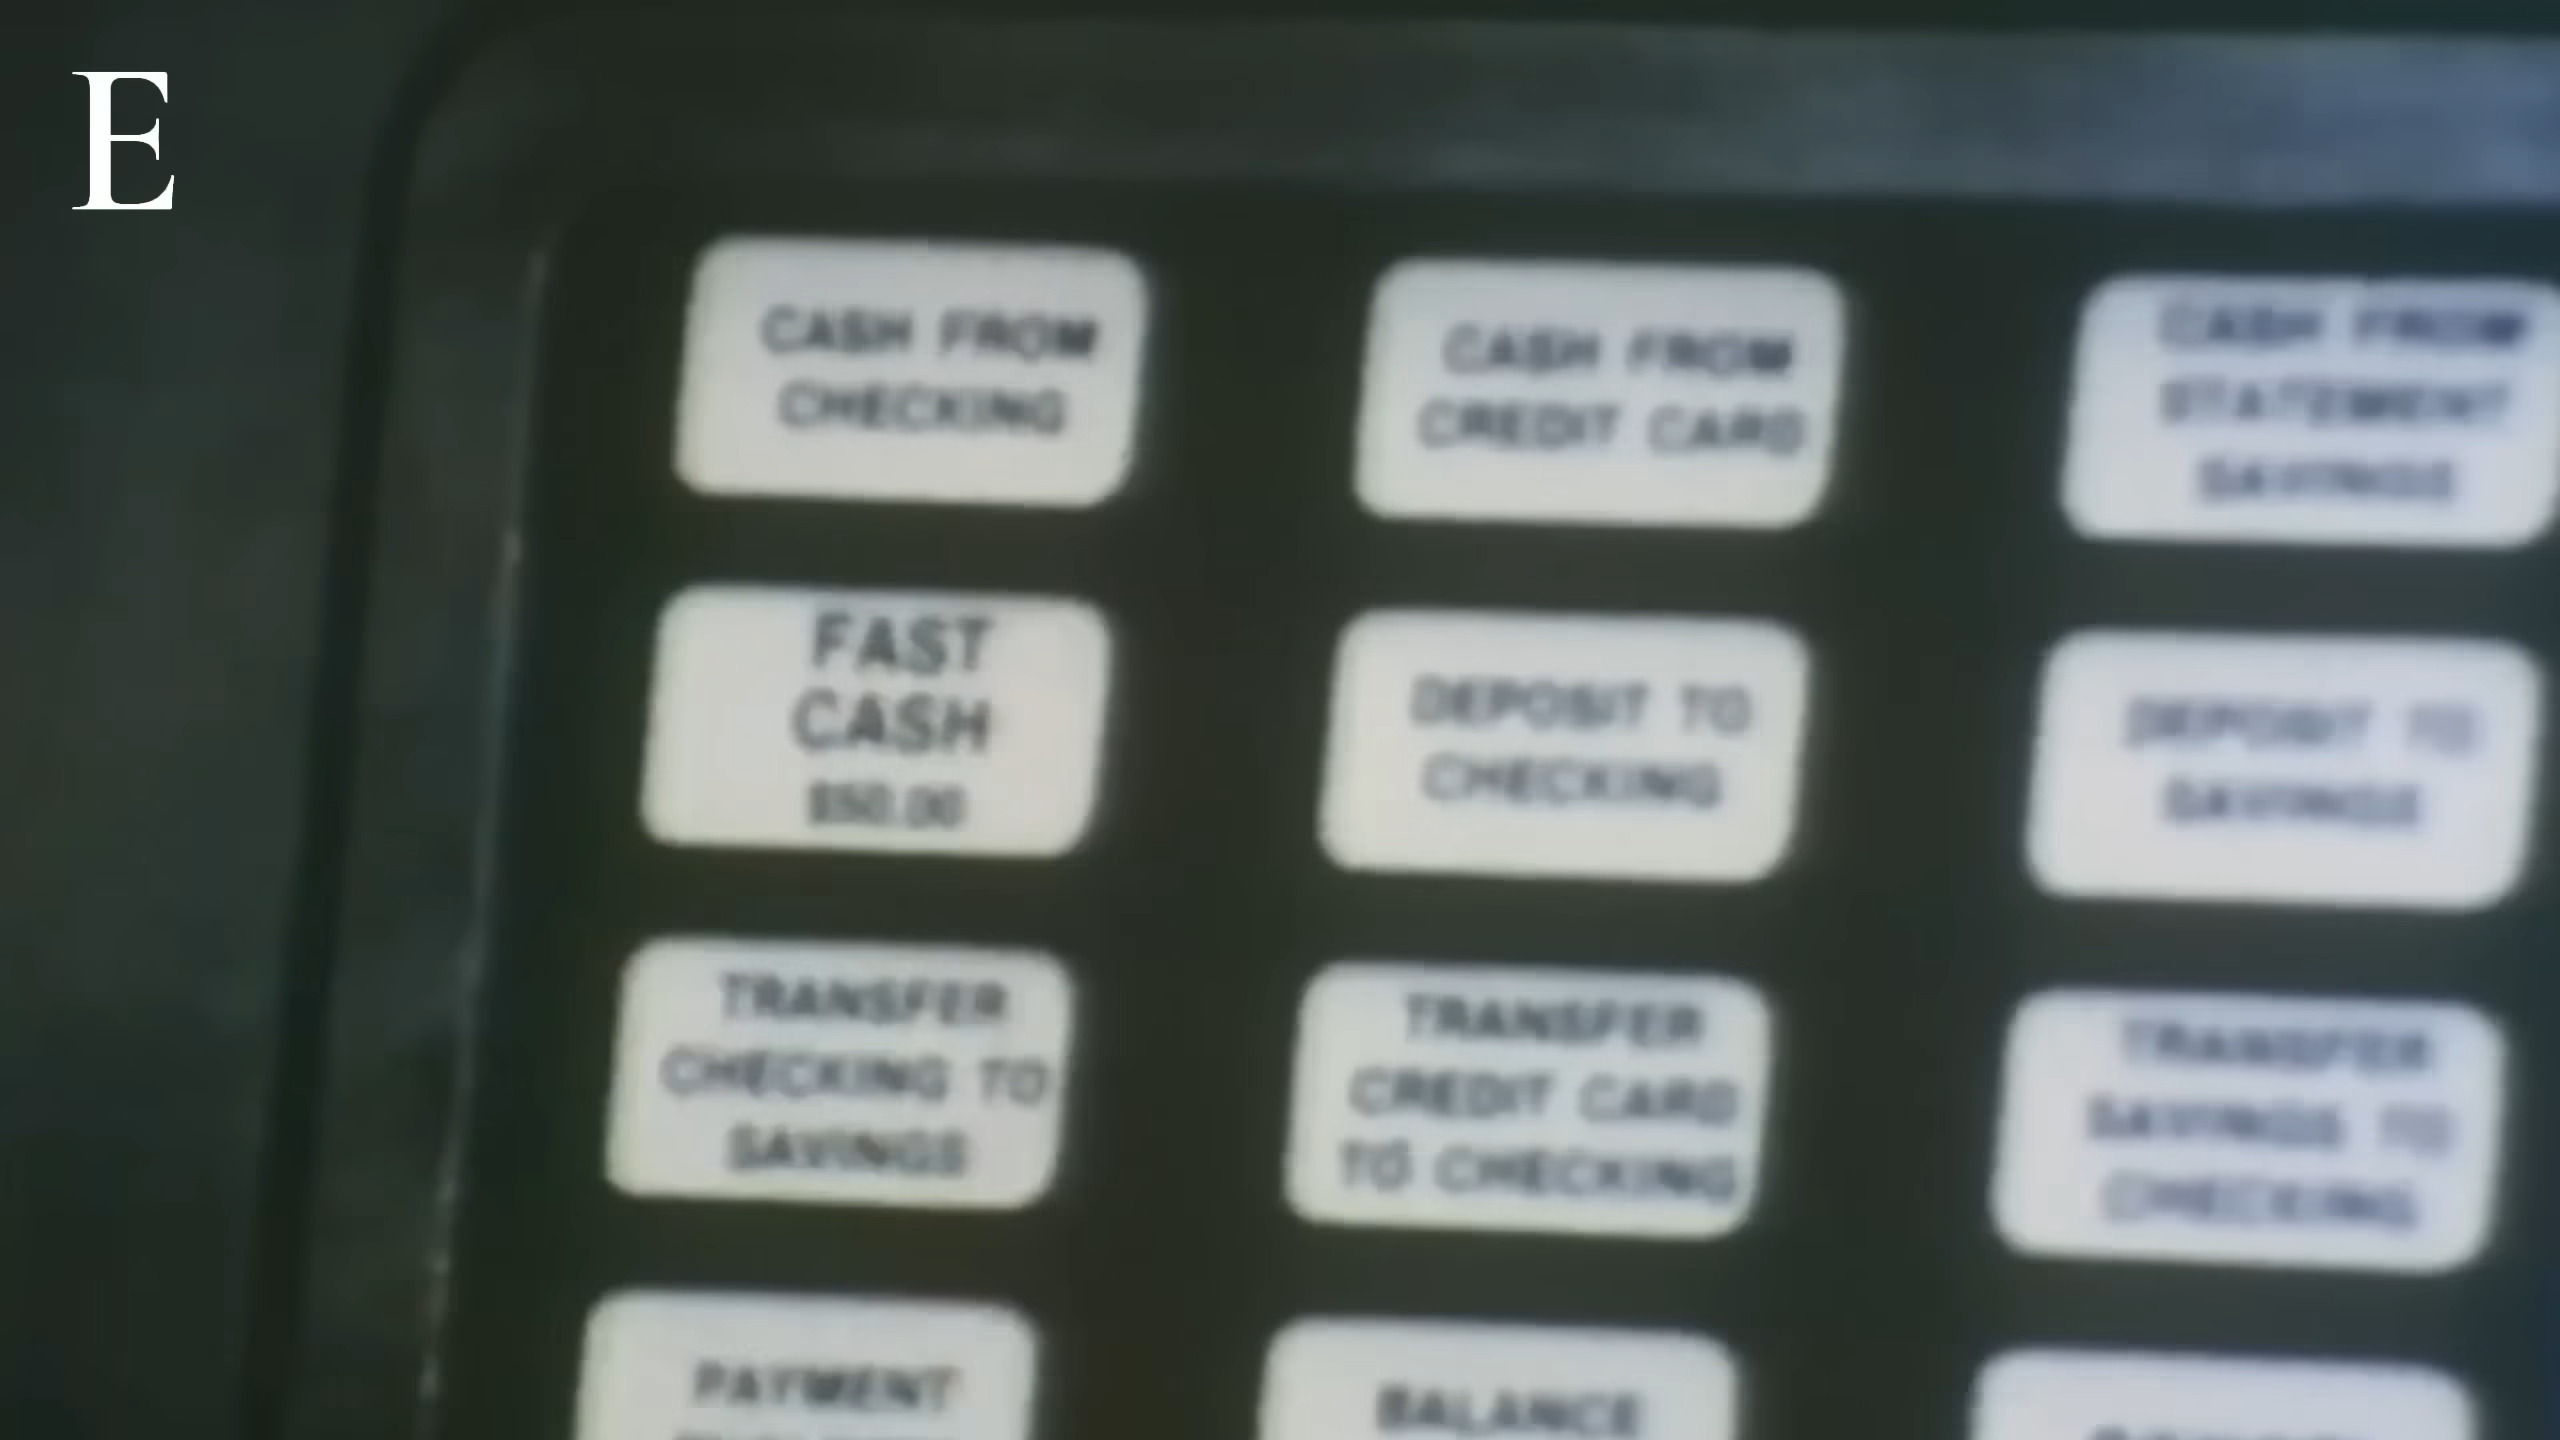 E
CASH FROM
CHECKING
CASH FROM
CREDIT CARD
CASH FROM
STATEMENT
SAVINGS
FAST
CASH
$50.00
DEPOSIT TO
CHECKING
DEPOSIT TO
SAVINGS
TRANSFER
CHECKING TO
SAVINGS
TRANSFER
CREDIT CARD
TO CHECKING
TRANSFER
SAVINGS TO
CHECKING
PAYMENT
BALANCE